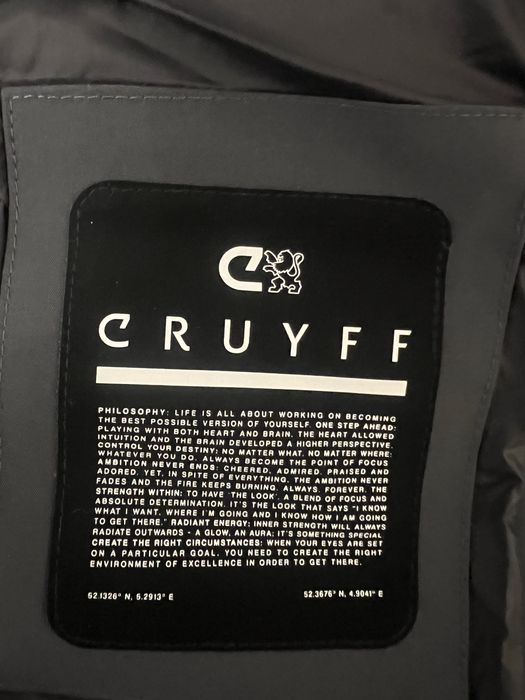 C
CRUYFF
PHILOSOPHY: LIFE IS ALL ABOUT WORKING ON BECOMING
THE BEST POSSIBLE VERSION OF YOURSELF. ONE STEP AHEAD:
PLAYING WITH BOTH HEART AND BRAIN. THE HEART ALLOWED
INTUITION AND THE BRAIN DEVELOPED A HIGHER PERSPECTIVE.
CONTROL YOUR DESTINY: NO MATTER WHAT, NO MATTER WHERE;
WHATEVER YOU DO, ALWAYS BECOME THE POINT OF FOCUS
AMBITION NEVER ENDS: CHEERED, ADMIRED, PRAISED AND
ADORED. YET, IN SPITE OF EVERYTHING, THE AMBITION NEVER
FADES AND THE FIRE KEEPS BURNING. ALWAYS. FOREVER. THE
STRENGTH WITHIN: TO HAVE 'THE LOOK', A BLEND OF FOCUS AND
ABSOLUTE DETERMINATION. IT'S THE LOOK THAT SAYS "I KNOW
WHAT I WANT, WHERE I'M GOING AND I KNOW HOW I AM GOING
TO GET THERE." RADIANT ENERGY: INNER STRENGTH WILL ALWAYS
RADIATE OUTWARDS - A GLOW, AN AURA; IT'S SOMETHING SPECIAL
CREATE THE RIGHT CIRCUMSTANCES: WHEN YOUR EYES ARE SET
ON A PARTICULAR GOAL, YOU NEED TO CREATE THE RIGHT
ENVIRONMENT OF EXCELLENCE IN ORDER TO GET THERE.
52.1326° N, 5.2913° E 52.3676° N, 4.9041° E